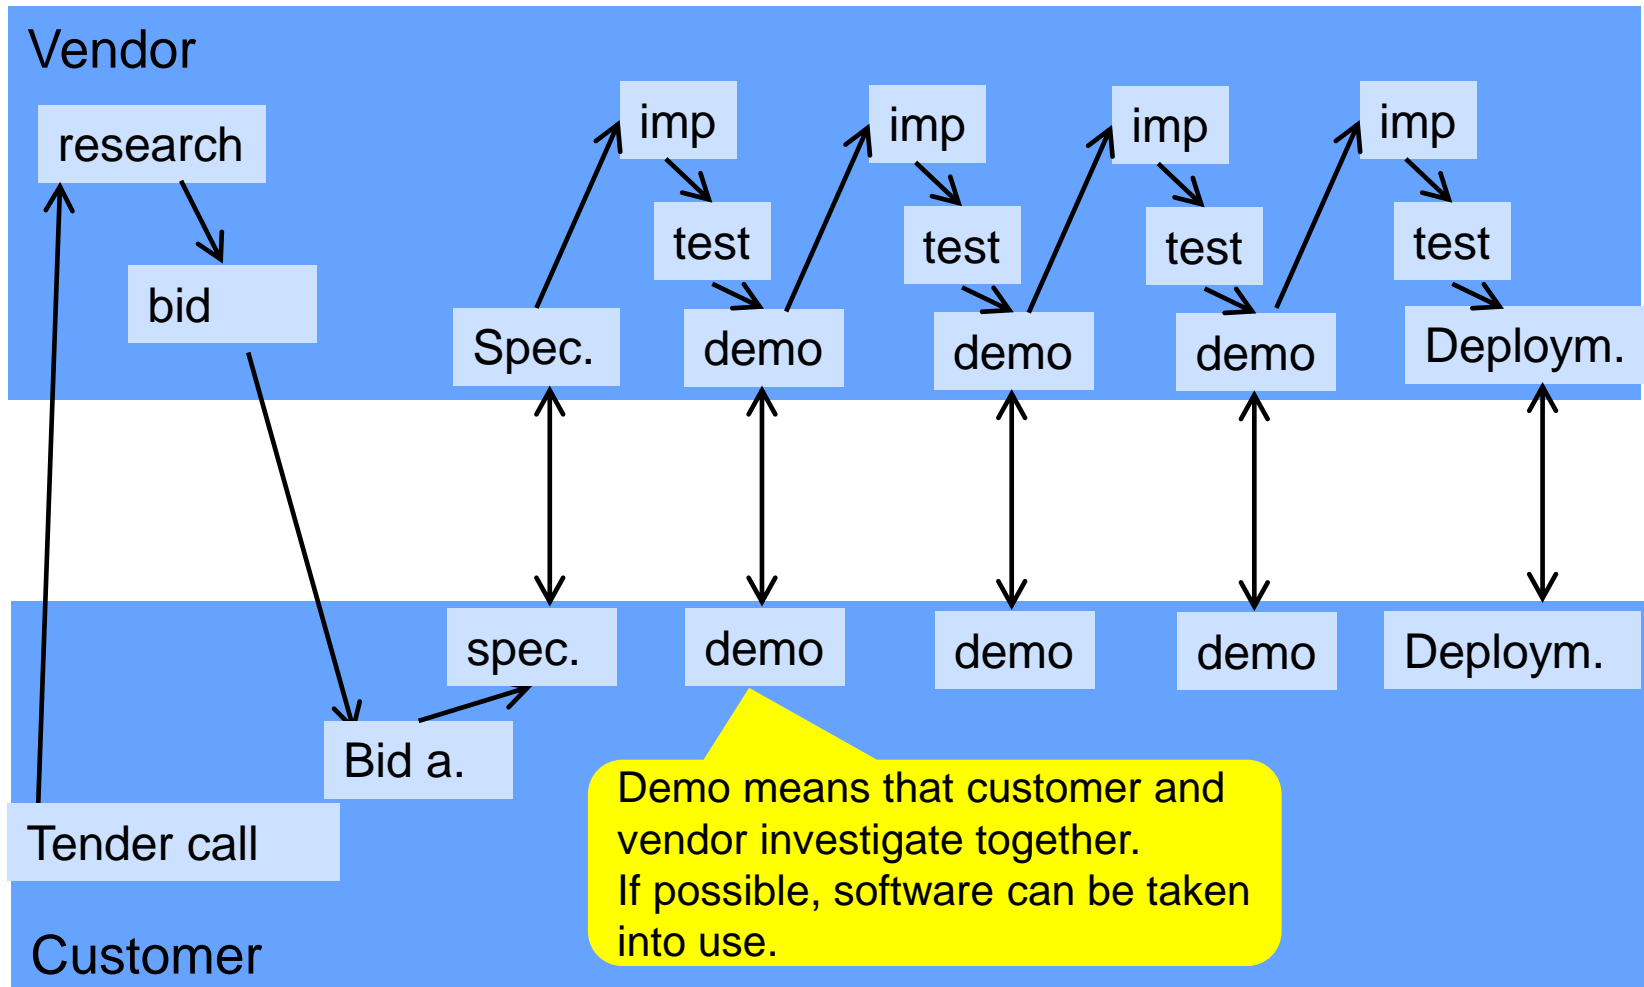 Vendor
research
bid
imp
imp
imp
imp
test
test
test
test
Spec.
demo
demo
demo
Deploym.
spec.
demo
demo
demo
Deploym.
Bid a.
Tender call
Demo means that customer and
vendor investigate together.
If possible, software can be taken
into use.
Customer